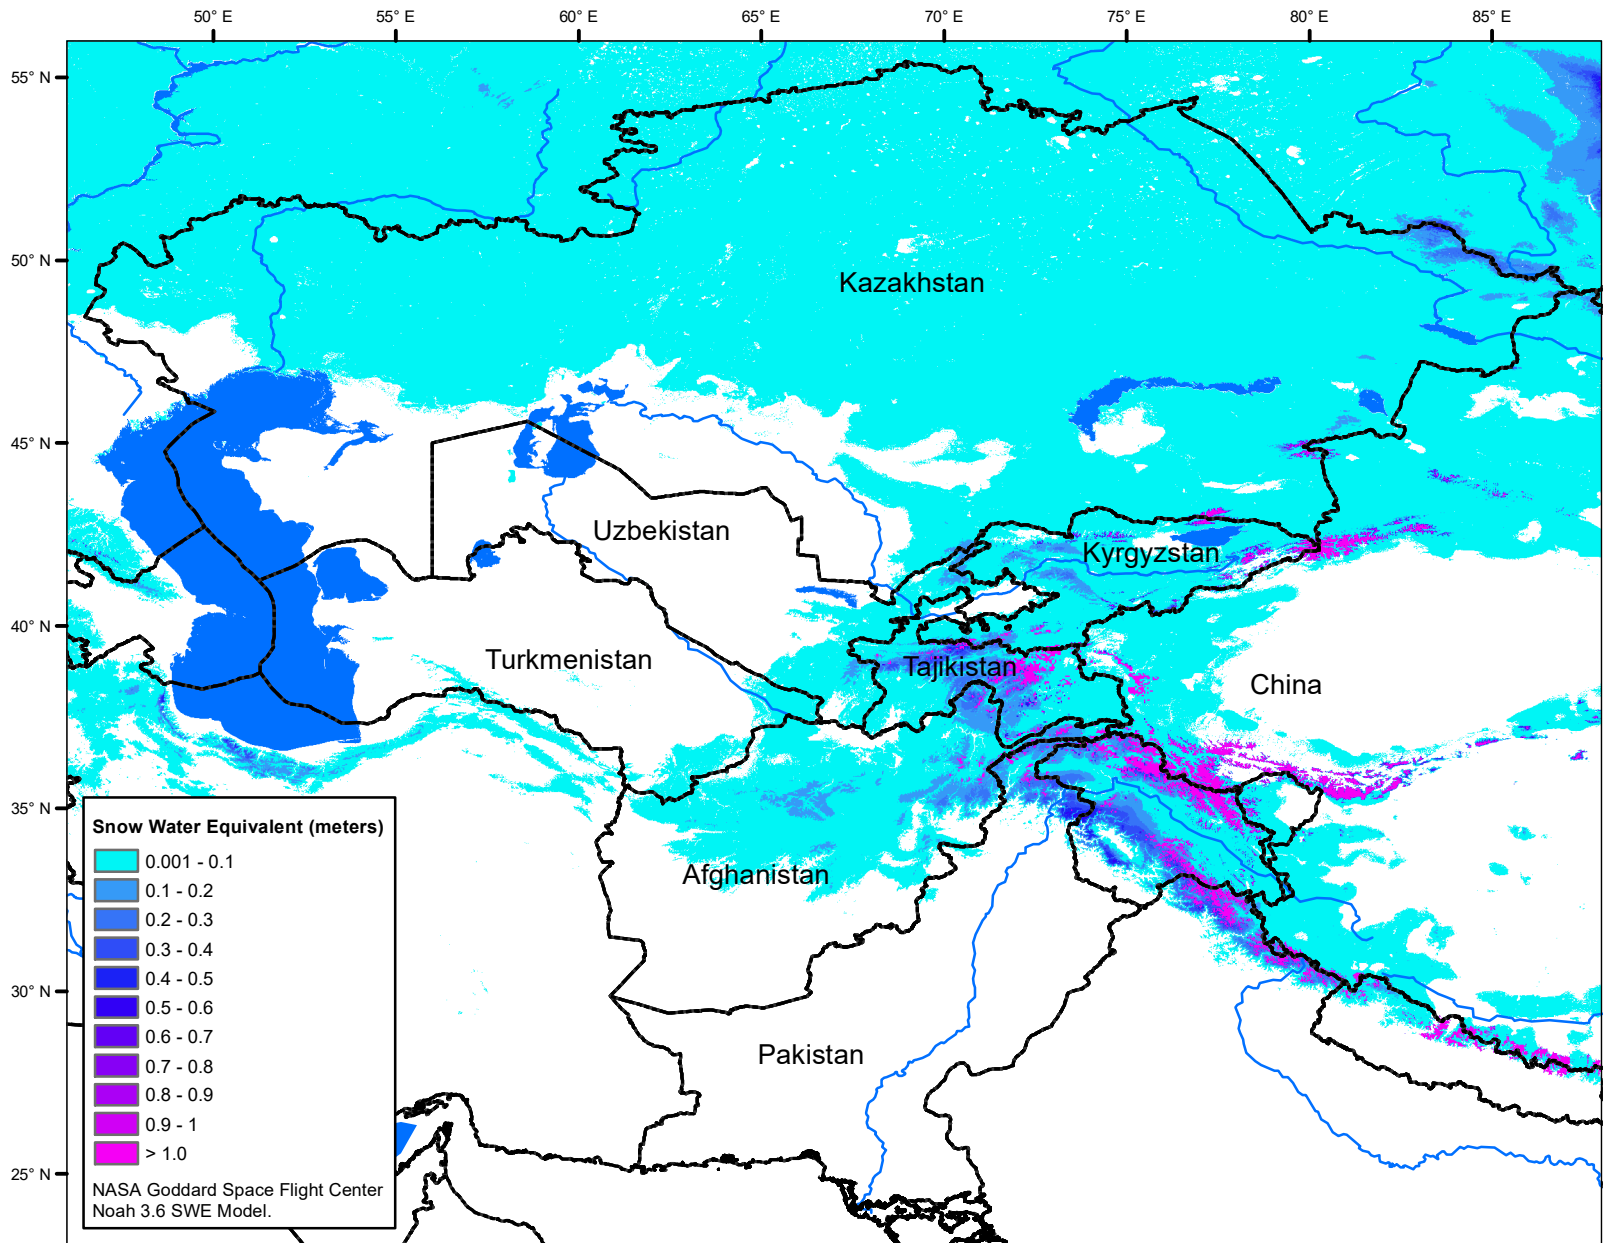 50° E 55° E 60° E 65° E 70° E 75° E 80° E 85° E
55° N
50° N
Kazakhstan
45° N
Uzbekistan
Kyrgyzstan
40° N
Turkmenistan
Tajikistan
China
35° N
Afghanistan
30° N
Pakistan
25° N
Snow Water Equivalent (meters)
0.001 - 0.1
0.1 - 0.2
0.2 - 0.3
0.3 - 0.4
0.4 - 0.5
0.5 - 0.6
0.6 - 0.7
0.7 - 0.8
0.8 - 0.9
0.9 - 1
> 1.0
NASA Goddard Space Flight Center
Noah 3.6 SWE Model.